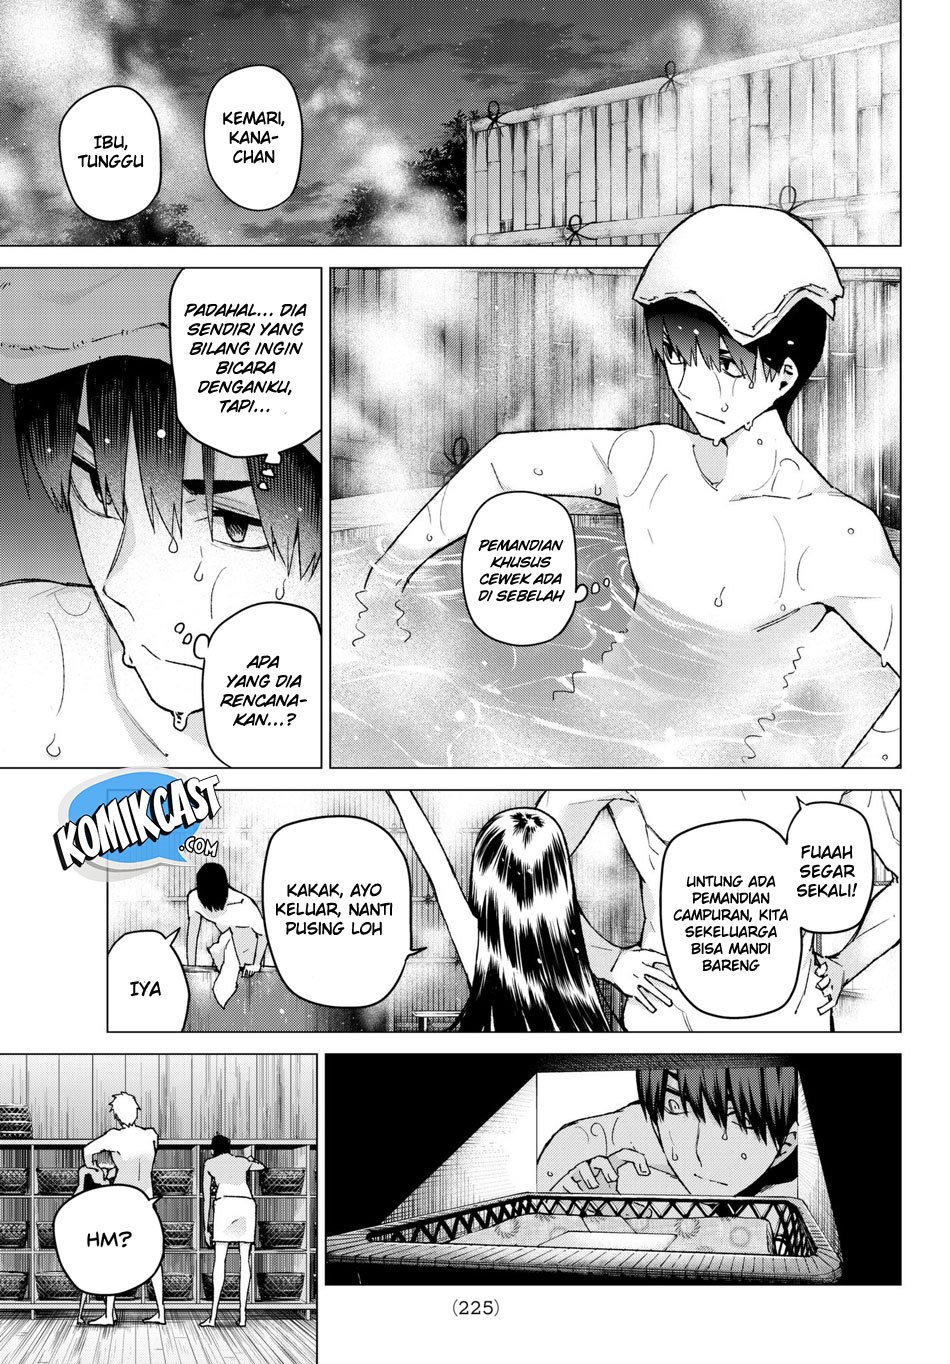 KEMARI,
KANA-
CHAN
IBU,
TUNGGU
PEMANDIAN
KHUSUS
CEWEK ADA
DI SEBELAH
PADAHAL... DIA
SENDIRI YANG
BILANG INGIN
BICARA
DENGANKU,
TAPI...
APA
YANG DIA
RENCANA-
KAN...?
KOMIKCAST
.COM
FUAAH
SEGAR
SEKALI!
UNTUNG ADA
PEMANDIAN
CAMPURAN, KITA
SEKELUARGA
BISA MANDI
BARENG
KAKAK, AYO
KELUAR, NANTI
PUSING LOH
IYA
HM?
(225)